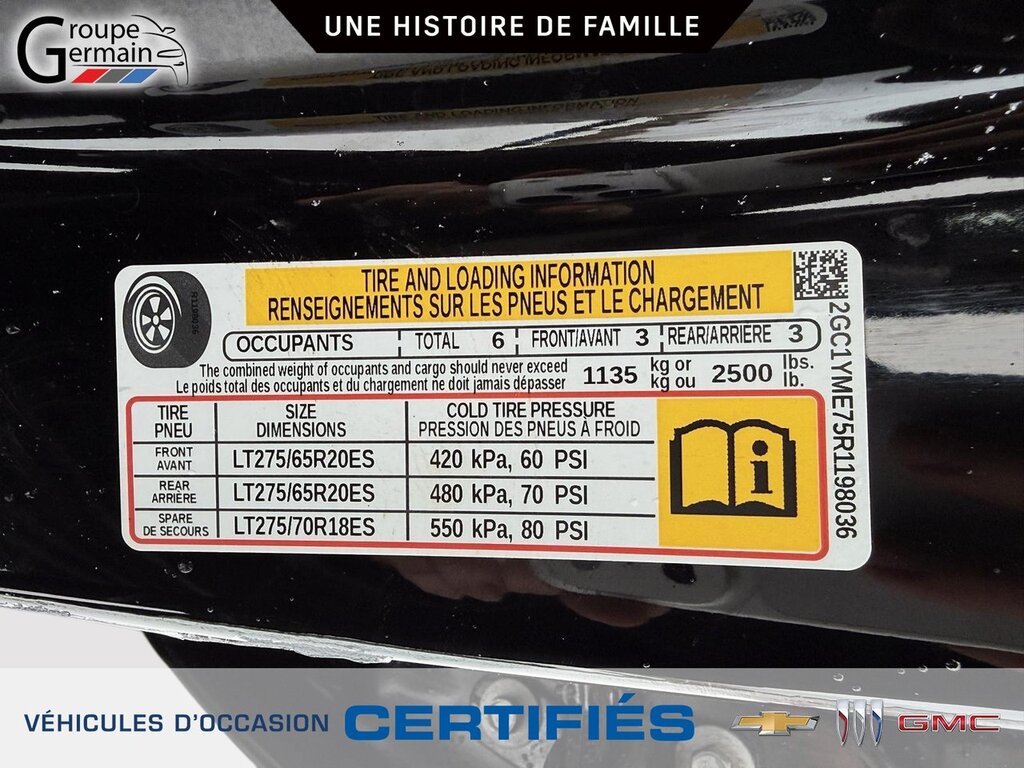 Groupe
Germain
UNE HISTOIRE DE FAMILLE
TIRE AND LOADING INFORMATION
RENSEIGNEMENTS SUR LES PNEUS ET LE CHARGEMENT
R1198036
OCCUPANTS TOTAL 6 FRONT/AVANT 3 REAR/ARRIÈRE 3
The combined weight of occupants and cargo should never exceed 1135 kg or 2500 lbs.
Le poids total des occupants et du chargement ne doit jamais dépasser kg ou lb.
TIRE SIZE COLD TIRE PRESSURE
PNEU DIMENSIONS PRESSION DES PNEUS À FROID
FRONT
AVANT LT275/65R20ES 420 kPa, 60 PSI
REAR
ARRIÈRE LT275/65R20ES 480 kPa, 70 PSI
SPARE
DE SECOURS LT275/70R18ES 550 kPa, 80 PSI
2GC1YME75R1198036
VÉHICULES D'OCCASION CERTIFIÉS GMC